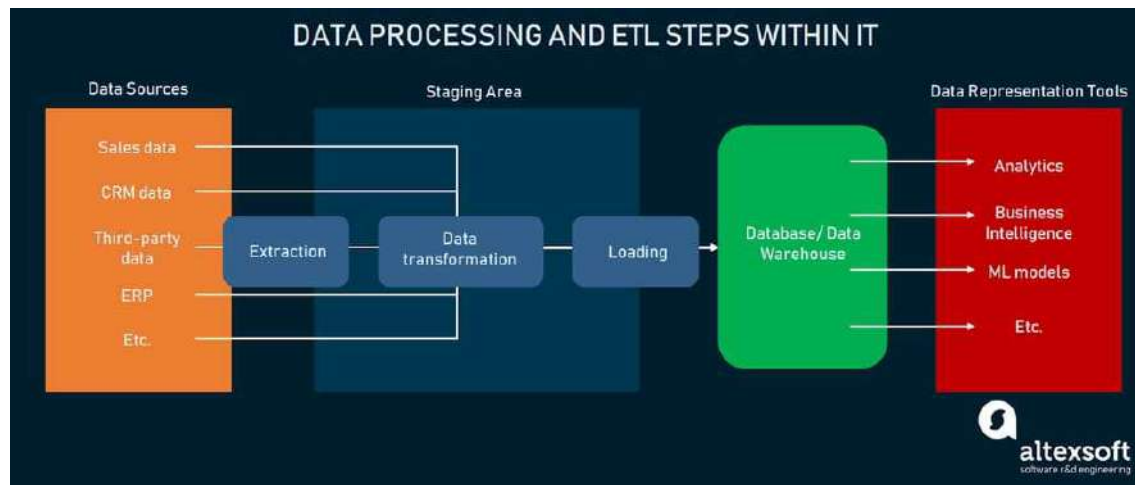 DATA PROCESSING AND ETL STEPS WITHIN IT
Data Sources
Staging Area
Data Representation Tools
Sales data
CRM data
Third-party
data
ERP
Etc.
Extraction
Data
transformation
Loading
Database/ Data
Warehouse
Analytics
Business
Intelligence
ML models
Etc.
altexsoft
software r&d engineering